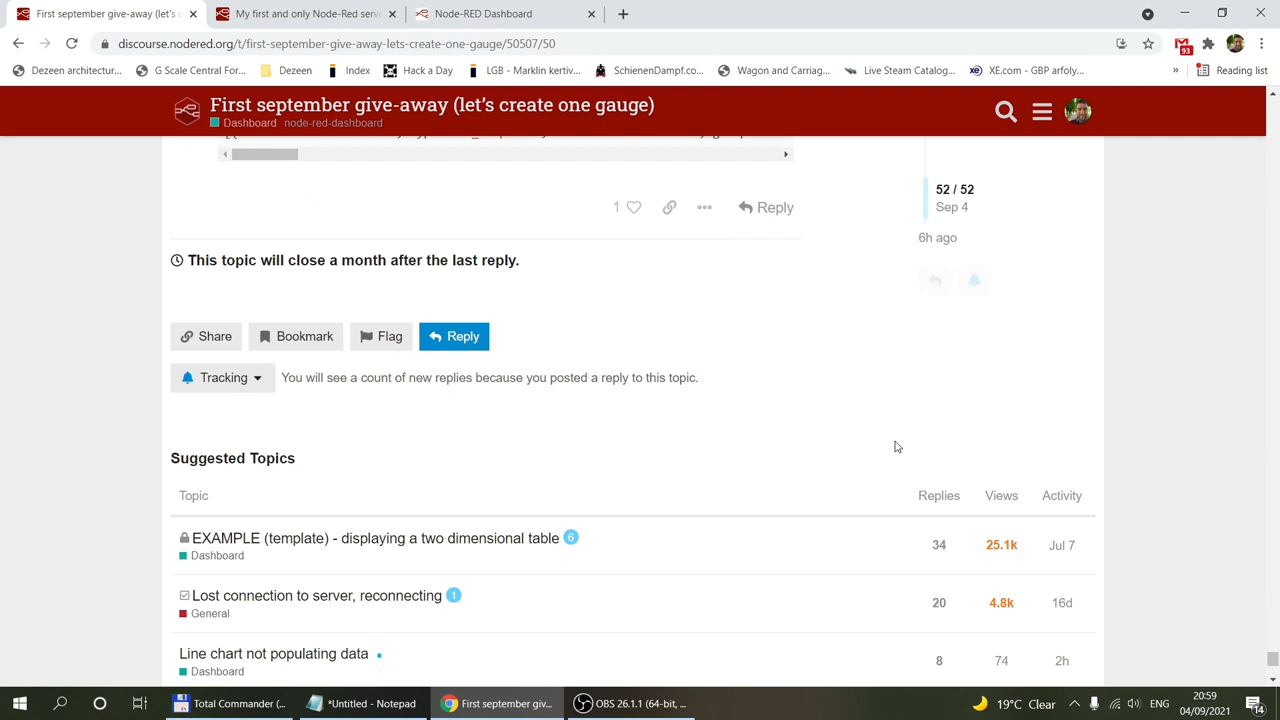 First september give-away (let's c
My first and only Node-Red serv
Node-RED Dashboard
discourse.nodered.org/t/first-september-give-away-lets-create-one-gauge/50507/50
93
Dezeen architectur...
G Scale Central For...
Dezeen
Index
Hack a Day
LGB - Marklin kertiv...
SchienenDampf.co...
Wagon and Carriag...
Live Steam Catalog...
XE.com - GBP arfoly...
»
Reading list
First september give-away (let's create one gauge)
Dashboard node-red-dashboard
52 / 52
Sep 4
1
Reply
6h ago
This topic will close a month after the last reply.
Share
Bookmark
Flag
Reply
Tracking
You will see a count of new replies because you posted a reply to this topic.
Suggested Topics
Topic
Replies
Views
Activity
EXAMPLE (template) - displaying a two dimensional table 6
Dashboard
34
25.1k
Jul 7
Lost connection to server, reconnecting 1
General
20
4.8k
16d
Line chart not populating data
Dashboard
8
74
2h
Total Commander (...
*Untitled - Notepad
First september giv...
OBS 26.1.1 (64-bit, ...
19°C Clear
ENG
20:59
04/09/2021
14